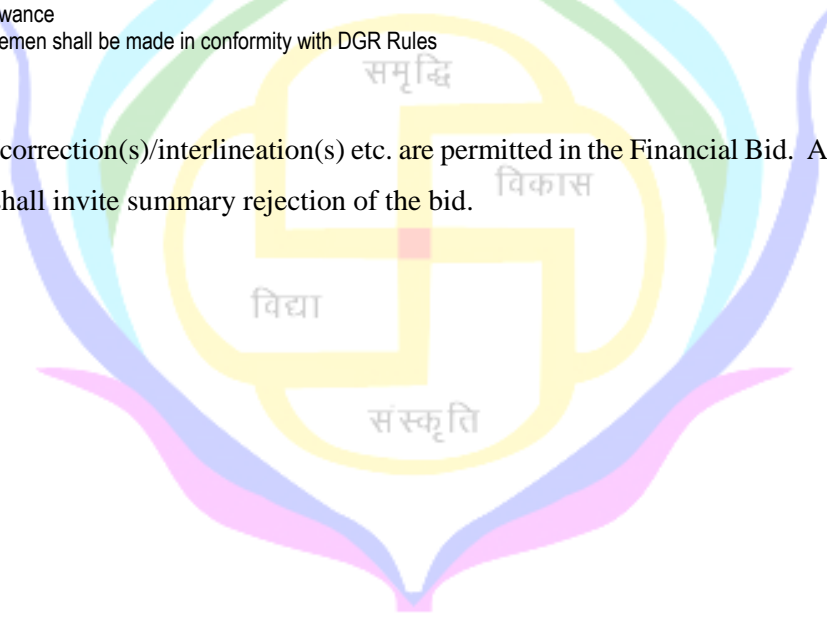 wance
emen shall be made in conformity with DGR Rules
समृद्धि
correction(s)/interlineation(s) etc. are permitted in the Financial Bid. A
विकास
hall invite summary rejection of the bid.
विद्या
संस्कृति